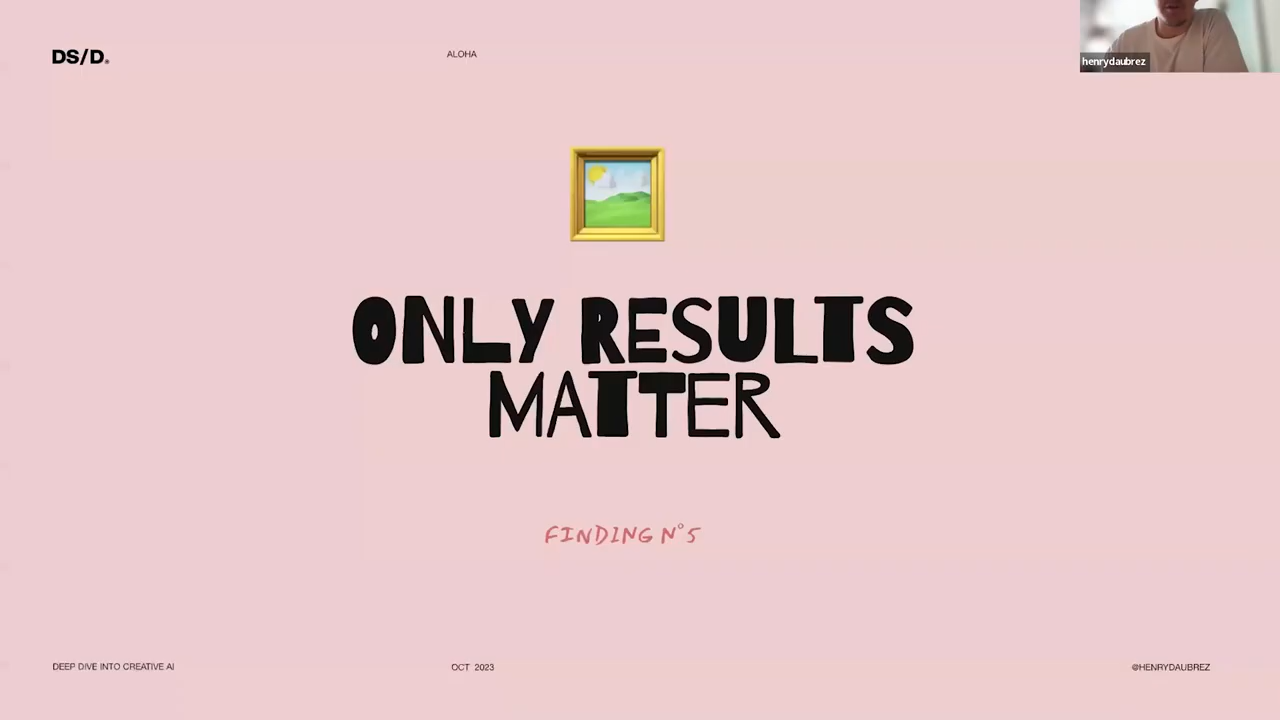 DS/D®
ALOHA
henrydaubrez
ONLY RESULTS
MATTER
FINDING N°5
DEEP DIVE INTO CREATIVE AI
OCT 2023
@HENRYDAUBREZ